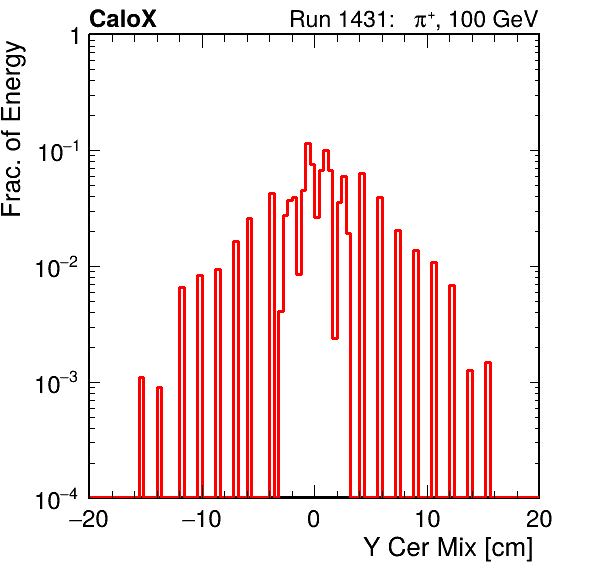 CaloX Run 1431: π⁺, 100 GeV
Frac. of Energy
1
10⁻¹
10⁻²
10⁻³
10⁻⁴
−20 −10 0 10 20
Y Cer Mix [cm]